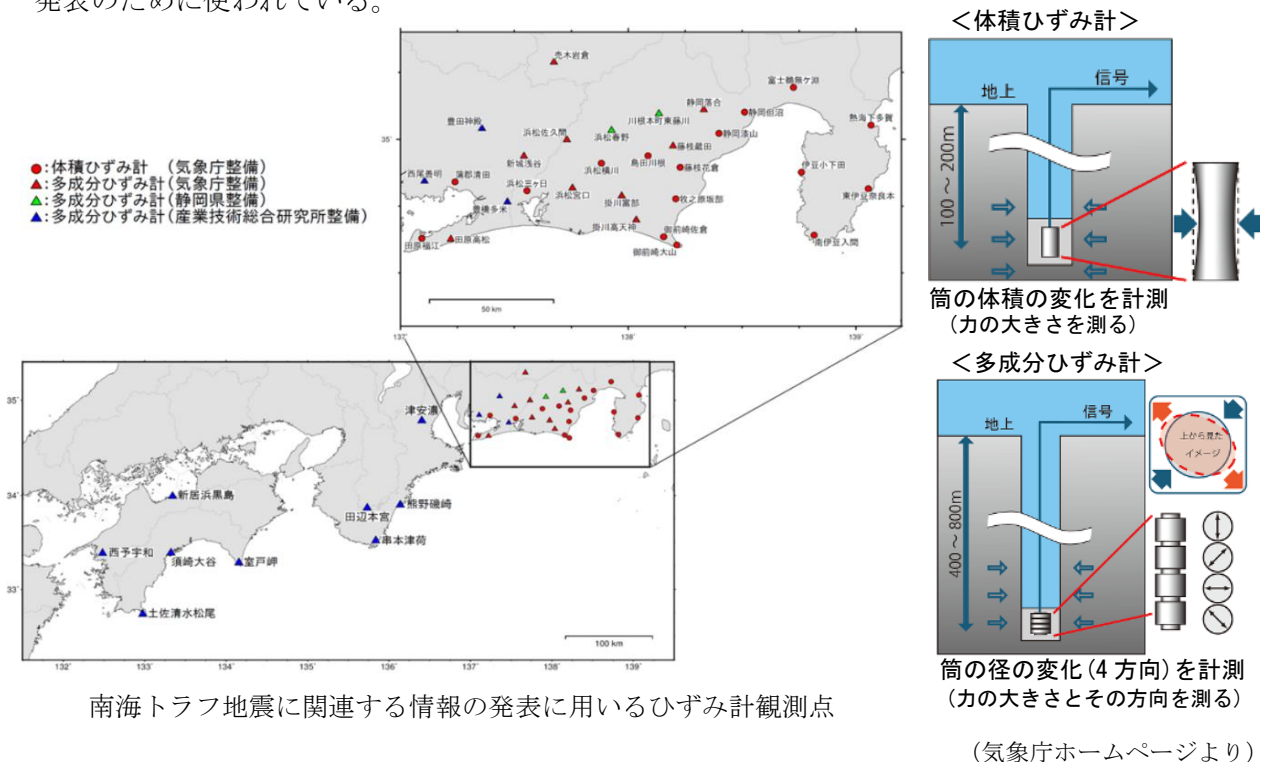 発表のために使われている。
●:体積ひずみ計　(気象庁整備)
▲:多成分ひずみ計(気象庁整備)
▲:多成分ひずみ計(静岡県整備)
▲:多成分ひずみ計(産業技術総合研究所整備)
売木岩倉
富士鵜無ケ淵
静岡落合
静岡但沼
川根本町東藤川
熱海下多賀
豊田神殿
浜松佐久間
浜松春野
静岡漆山
35°
藤枝蔵田
新城浅谷
浜松横川
島田川根
藤枝花倉
伊豆小下田
西尾善明
蒲郡清田
浜松三ヶ日
浜松宮口
掛川富部
牧之原坂部
東伊豆奈良本
豊橋多米
掛川高天神
御前崎佐倉
田原福江
田原高松
御前崎大山
南伊豆入間
50 km
137°
138°
139°
35°
34°
33°
津安濃
新居浜黒島
熊野磯崎
田辺本宮
串本津荷
西予宇和
須崎大谷
室戸岬
土佐清水松尾
100 km
132°
133°
134°
135°
136°
137°
138°
139°
南海トラフ地震に関連する情報の発表に用いるひずみ計観測点
<体積ひずみ計>
地上
信号
100～200m
筒の体積の変化を計測
(力の大きさを測る)
<多成分ひずみ計>
地上
信号
上から見た
イメージ
400～800m
筒の径の変化(4方向)を計測
(力の大きさとその方向を測る)
(気象庁ホームページより)